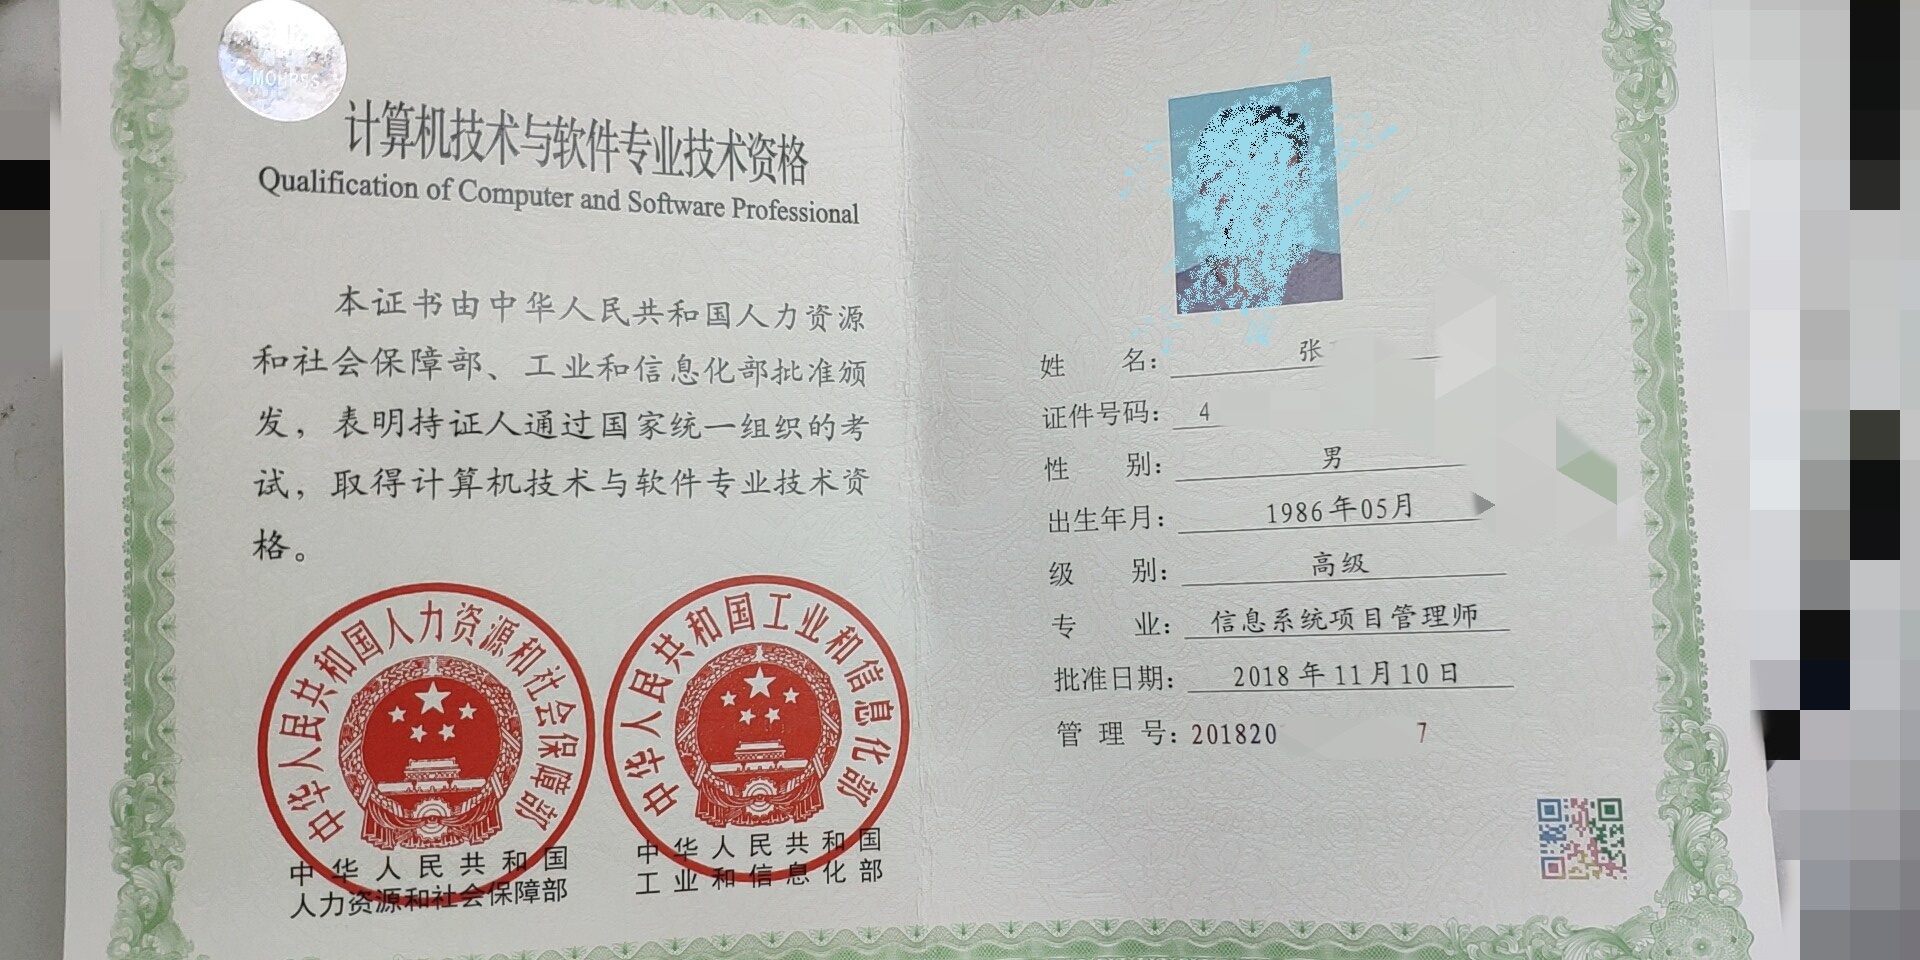 MOHRSS
计算机技术与软件专业技术资格
Qualification of Computer and Software Professional
本证书由中华人民共和国人力资源
和社会保障部、工业和信息化部批准颁
发，表明持证人通过国家统一组织的考
试，取得计算机技术与软件专业技术资
格。
中华人民共和国人力资源和社会保障部
中华人民共和国工业和信息化部
中华人民共和国
人力资源和社会保障部
中华人民共和国
工业和信息化部
姓名：张
证件号码：4
性别：男
出生年月：1986年05月
级别：高级
专业：信息系统项目管理师
批准日期：2018年11月10日
管理号：201820 7